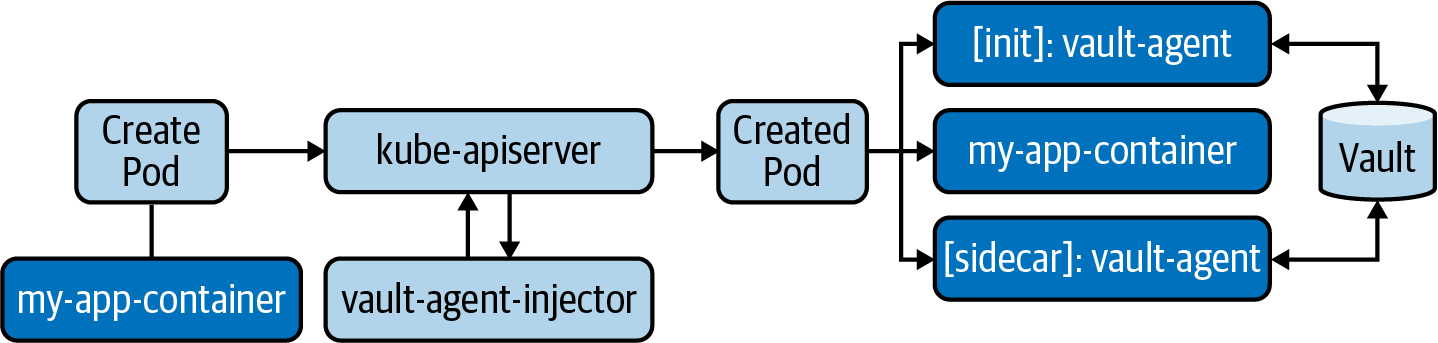 Create
Pod
my-app-container
kube-apiserver
vault-agent-injector
Created
Pod
[init]: vault-agent
my-app-container
[sidecar]: vault-agent
Vault